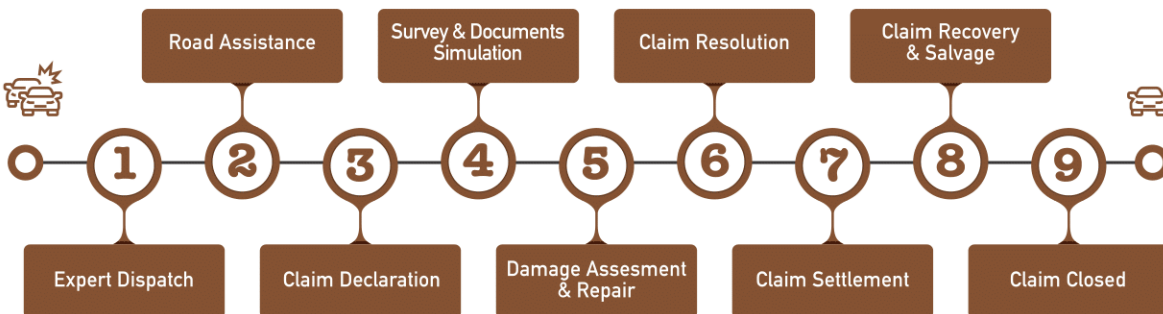 Road Assistance
Survey & Documents
Simulation
Claim Resolution
Claim Recovery
& Salvage
1
2
3
4
5
6
7
8
9
Expert Dispatch
Claim Declaration
Damage Assesment
& Repair
Claim Settlement
Claim Closed